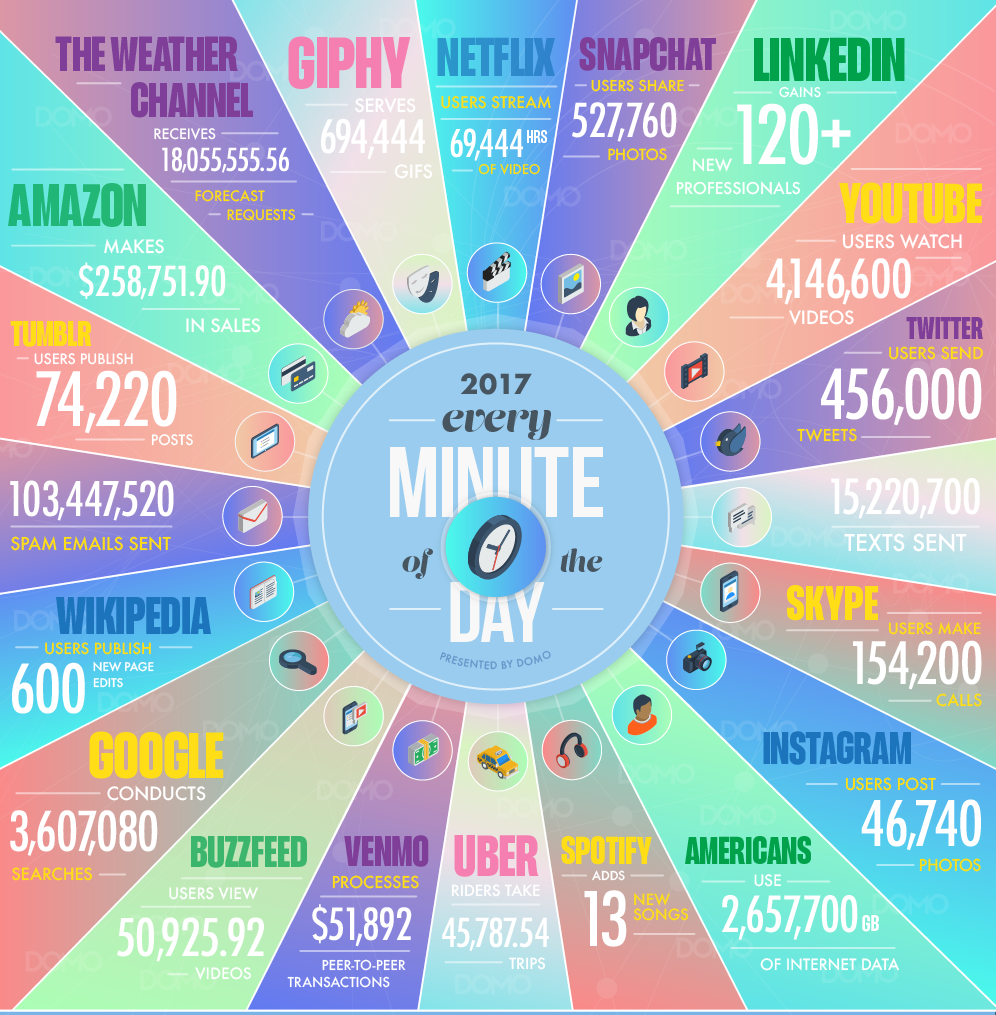 THE WEATHER
CHANNEL
RECEIVES
18,055,555.56
FORECAST
REQUESTS
GIPHY
SERVES
694,444
GIFS
NETFLIX
USERS STREAM
69,444 HRS
OF VIDEO
SNAPCHAT
USERS SHARE
527,760
PHOTOS
LINKEDIN
GAINS
120+
NEW
PROFESSIONALS
YOUTUBE
USERS WATCH
4,146,600
VIDEOS
TWITTER
USERS SEND
456,000
TWEETS
15,220,700
TEXTS SENT
SKYPE
USERS MAKE
154,200
CALLS
INSTAGRAM
USERS POST
46,740
PHOTOS
AMERICANS
USE
2,657,700 GB
OF INTERNET DATA
SPOTIFY
ADDS
13 NEW
SONGS
UBER
RIDERS TAKE
45,787.54
TRIPS
VENMO
PROCESSES
$51,892
PEER-TO-PEER
TRANSACTIONS
BUZZFEED
USERS VIEW
50,925.92
VIDEOS
GOOGLE
CONDUCTS
3,607,080
SEARCHES
WIKIPEDIA
USERS PUBLISH
600 NEW PAGE
EDITS
103,447,520
SPAM EMAILS SENT
TUMBLR
USERS PUBLISH
74,220
POSTS
AMAZON
MAKES
$258,751.90
IN SALES
2017
every
MINUTE
of the
DAY
PRESENTED BY DOMO
DOMO